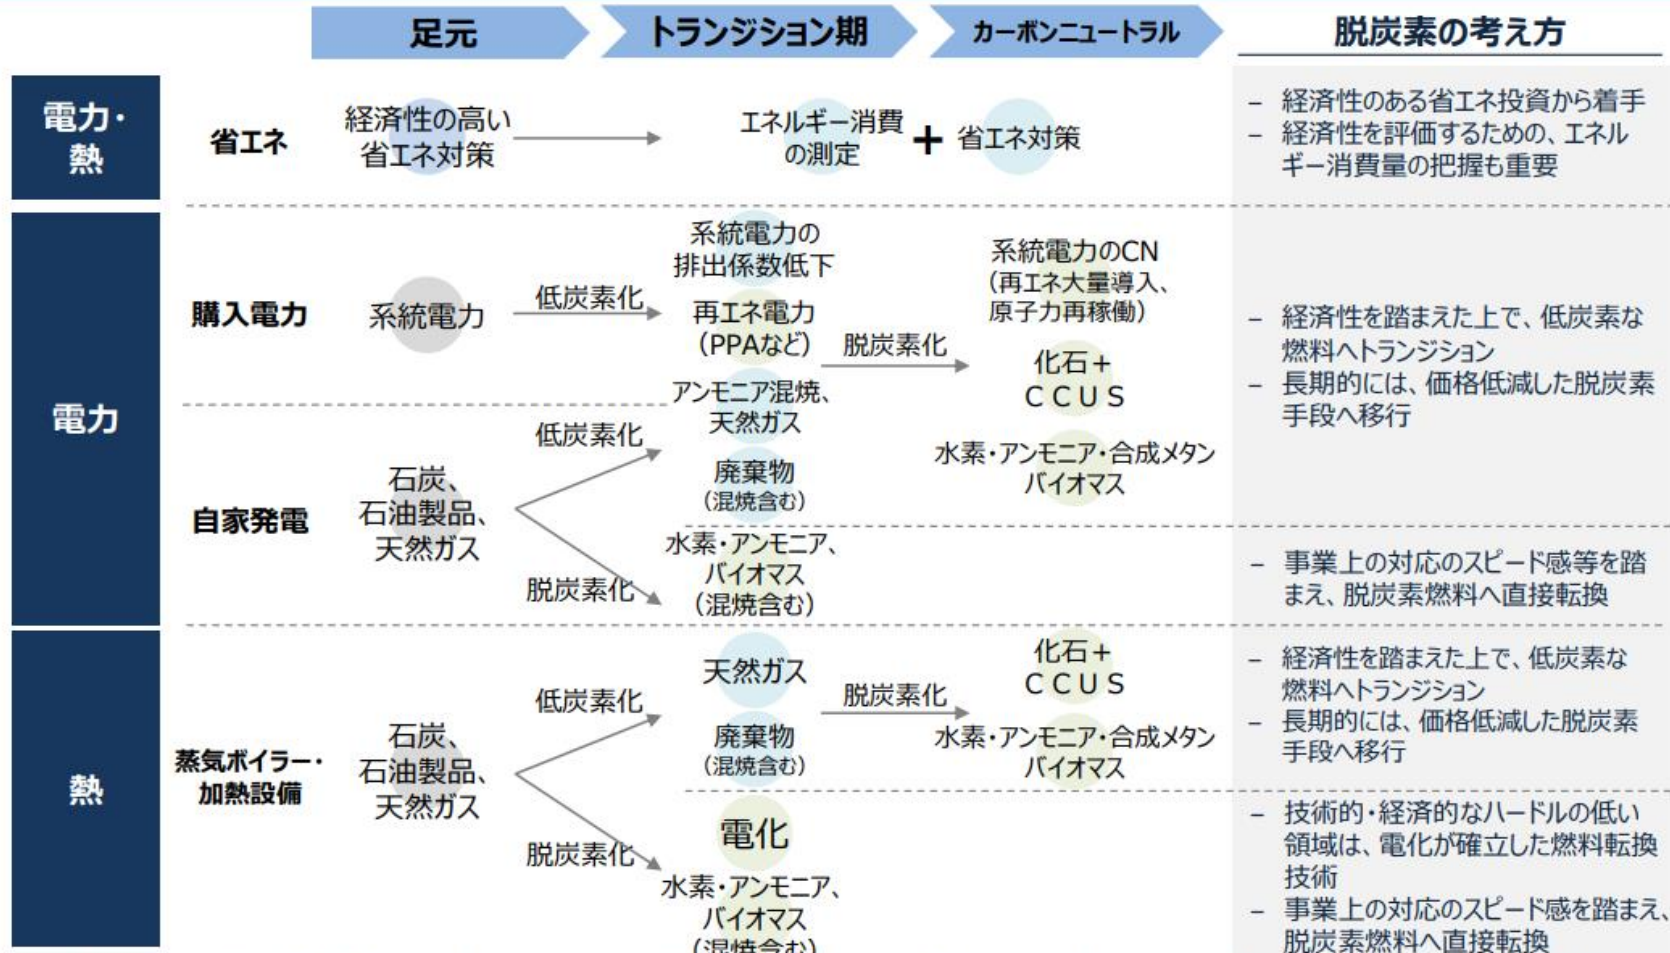 足元
トランジション期
カーボンニュートラル
脱炭素の考え方
電力・
熱
省エネ
経済性の高い
省エネ対策
エネルギー消費
の測定
+
省エネ対策
– 経済性のある省エネ投資から着手
– 経済性を評価するための、エネル
ギー消費量の把握も重要
電力
購入電力
系統電力
低炭素化
系統電力の
排出係数低下
再エネ電力
（PPAなど）
アンモニア混焼、
天然ガス
廃棄物
（混焼含む）
脱炭素化
系統電力のCN
（再エネ大量導入、
原子力再稼働）
化石+
CCUS
水素・アンモニア・合成メタン
バイオマス
– 経済性を踏まえた上で、低炭素な
燃料へトランジション
– 長期的には、価格低減した脱炭素
手段へ移行
自家発電
石炭、
石油製品、
天然ガス
低炭素化
脱炭素化
水素・アンモニア、
バイオマス
（混焼含む）
– 事業上の対応のスピード感等を踏
まえ、脱炭素燃料へ直接転換
熱
蒸気ボイラー・
加熱設備
石炭、
石油製品、
天然ガス
低炭素化
天然ガス
廃棄物
（混焼含む）
脱炭素化
化石+
CCUS
水素・アンモニア・合成メタン
バイオマス
– 経済性を踏まえた上で、低炭素な
燃料へトランジション
– 長期的には、価格低減した脱炭素
手段へ移行
脱炭素化
電化
水素・アンモニア、
バイオマス
（混焼含む）
– 技術的・経済的なハードルの低い
領域は、電化が確立した燃料転換
技術
– 事業上の対応のスピード感を踏まえ、
脱炭素燃料へ直接転換